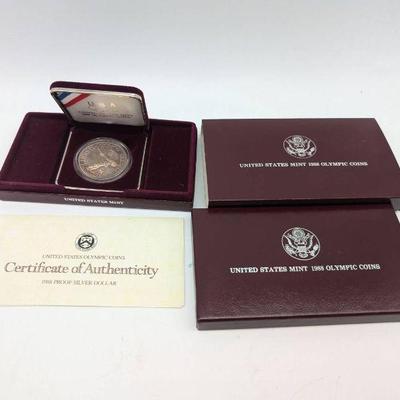 USA
UNITED STATES MINT
UNITED STATES MINT 1988 OLYMPIC COINS
UNITED STATES MINT 1988 OLYMPIC COINS
UNITED STATES OLYMPIC COINS
Certificate of Authenticity
1988 PROOF SILVER DOLLAR